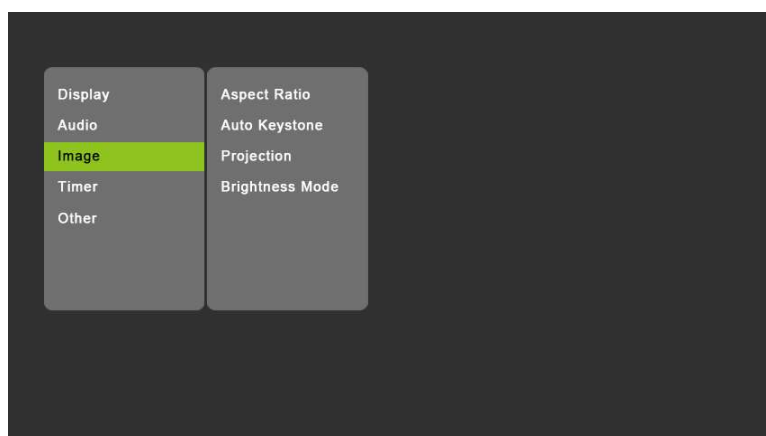 Display
Audio
Image
Timer
Other
Aspect Ratio
Auto Keystone
Projection
Brightness Mode